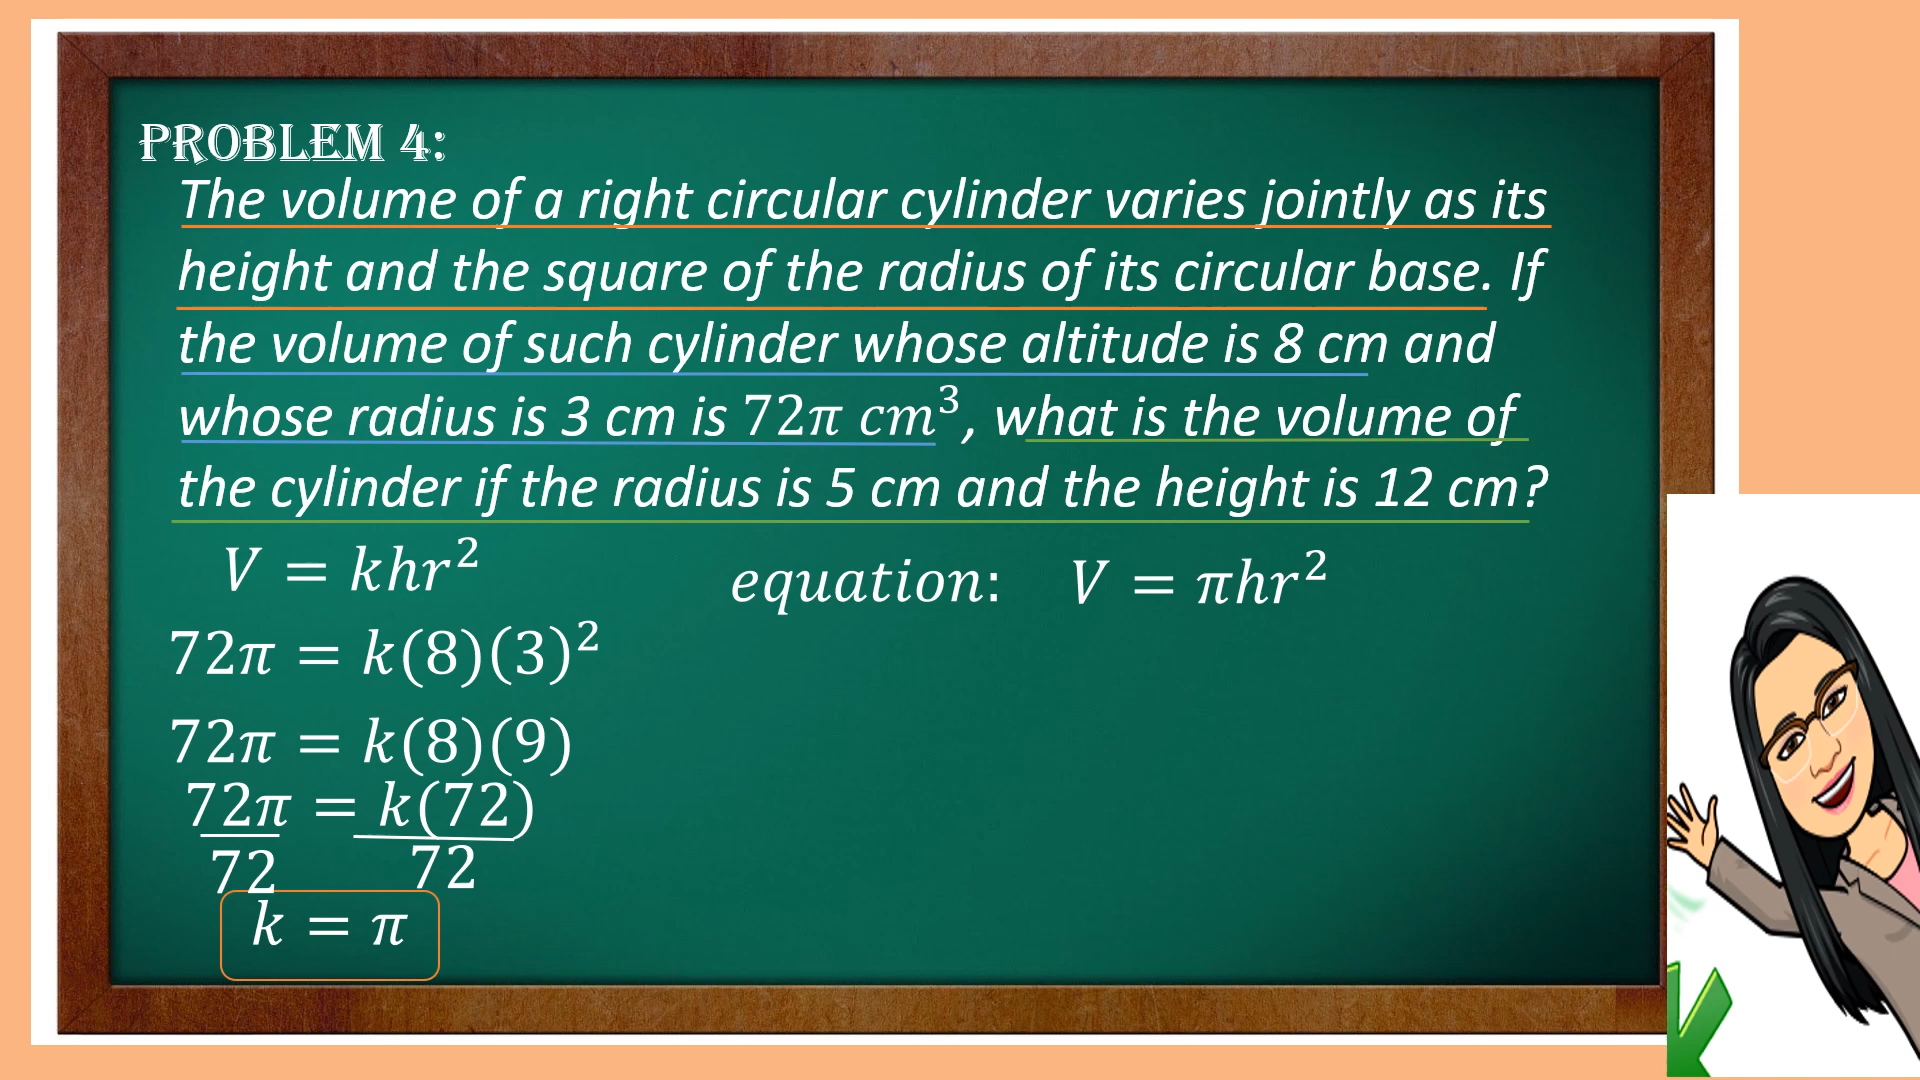 PROBLEM 4:
The volume of a right circular cylinder varies jointly as its
height and the square of the radius of its circular base. If
the volume of such cylinder whose altitude is 8 cm and
whose radius is 3 cm is 72π cm³, what is the volume of
the cylinder if the radius is 5 cm and the height is 12 cm?
V = khr²
equation: V = πhr²
72π = k(8)(3)²
72π = k(8)(9)
72π = k(72)
72 72
k = π